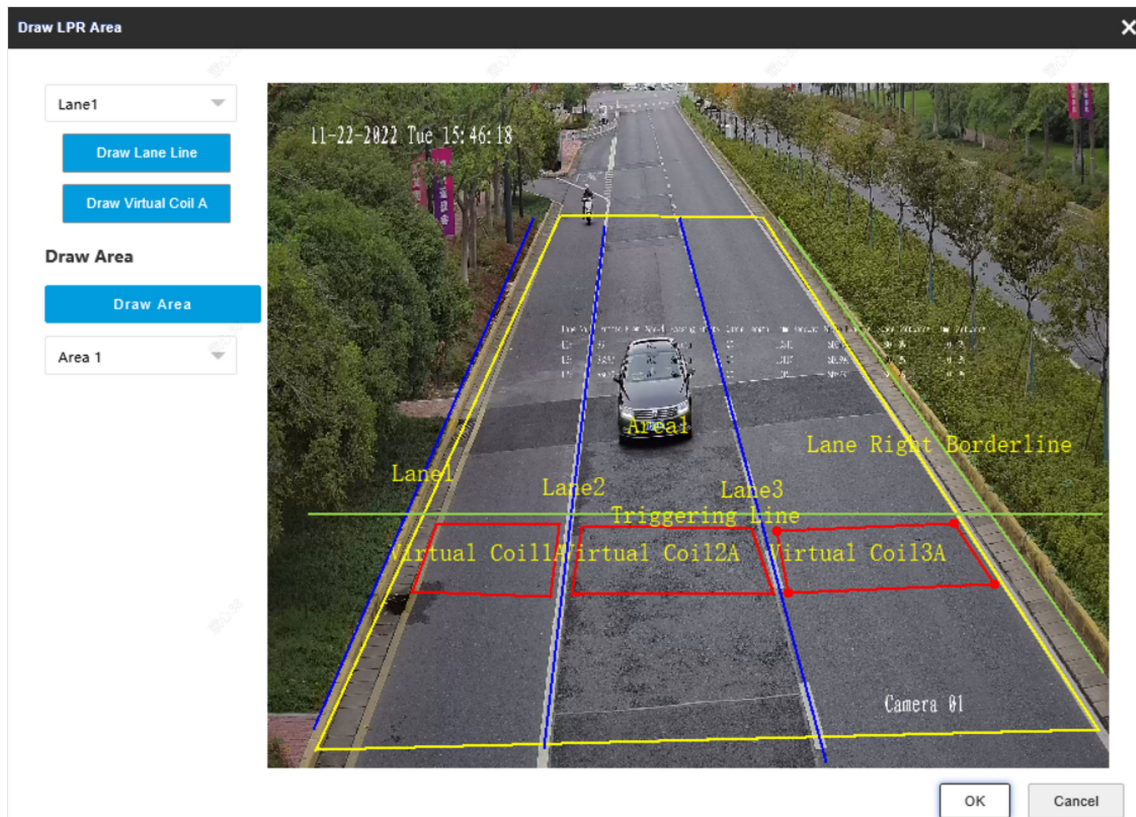 Draw LPR Area
Lane1
Draw Lane Line
Draw Virtual Coil A
Draw Area
Draw Area
Area 1
11-22-2022 Tue 15:46:18
Area1
Lane Right Borderline
Lane1
Lane2
Lane3
Triggering Line
Virtual Coil1A
Virtual Coil2A
Virtual Coil3A
Camera 01
OK
Cancel